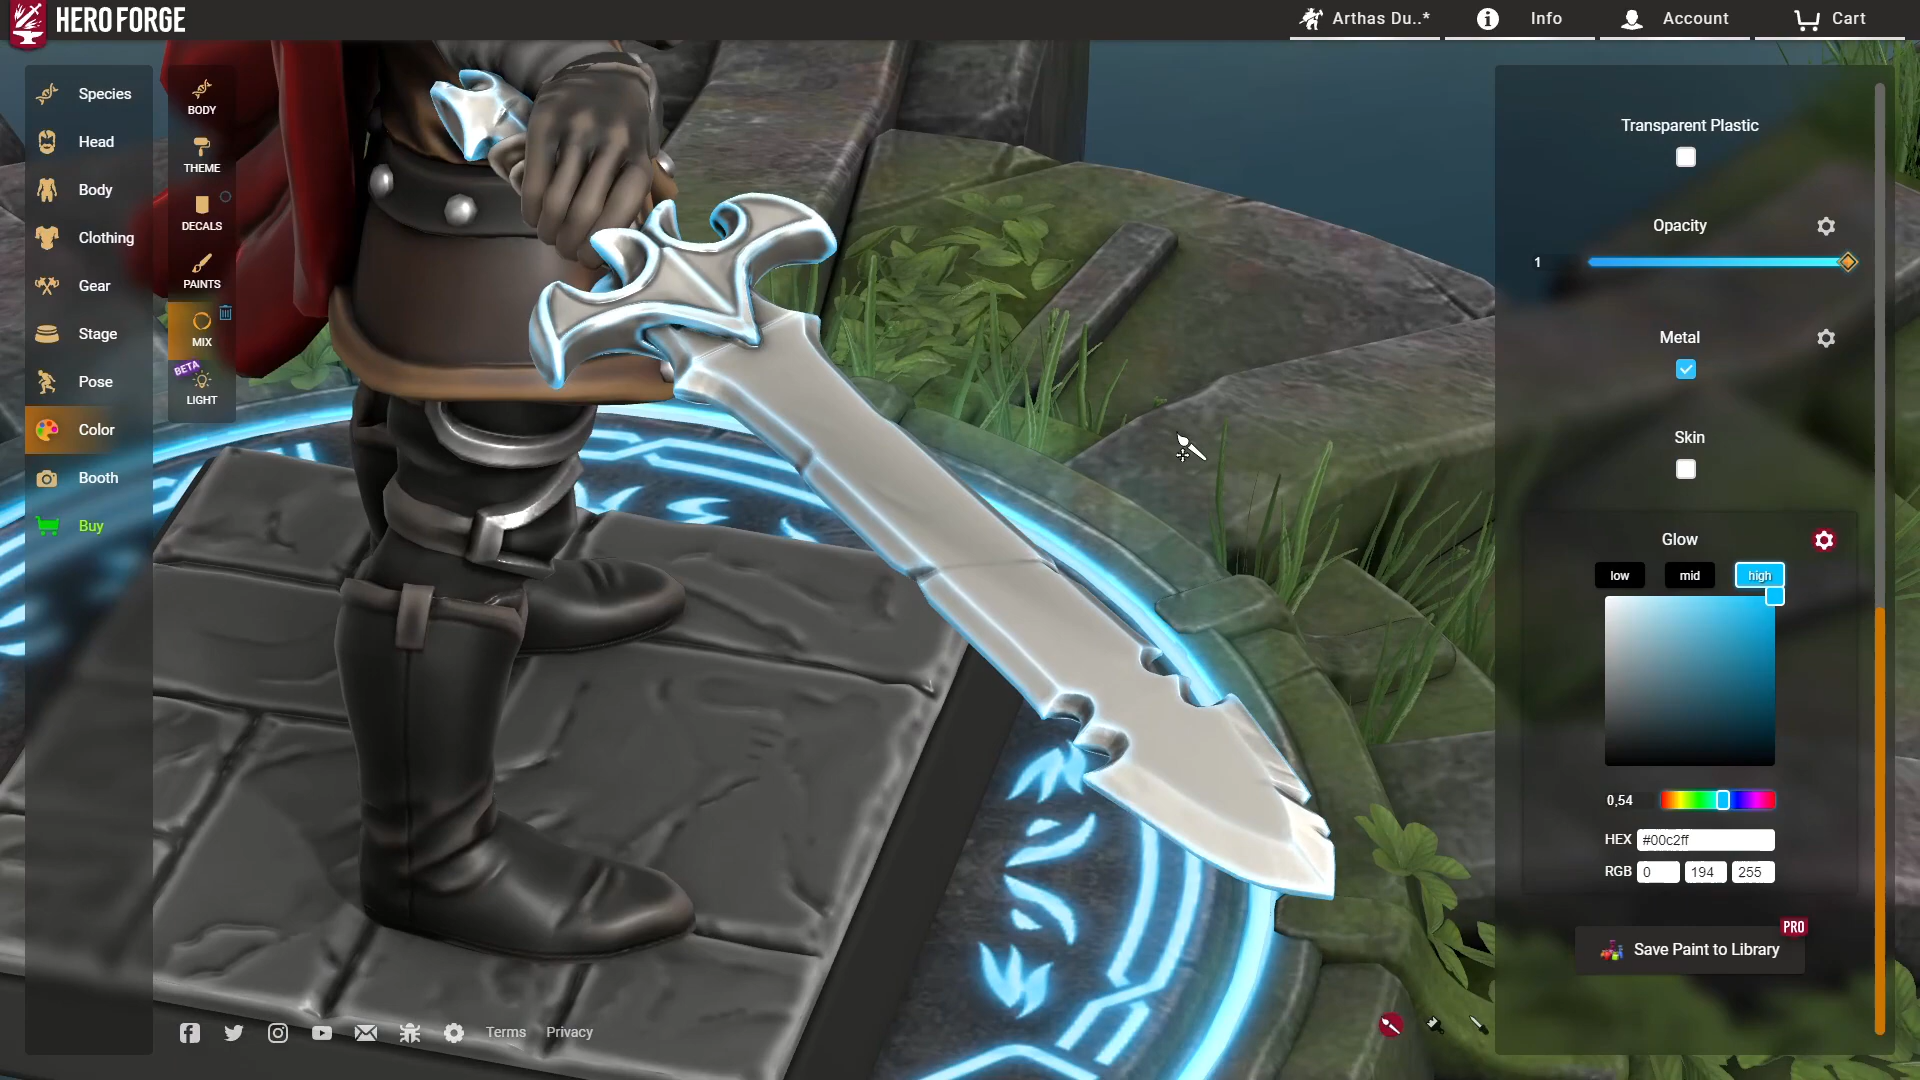 HERO FORGE
Arthas Du..*
Info
Account
Cart
Species
Head
Body
Clothing
Gear
Stage
Pose
Color
Booth
Buy
BODY
THEME
DECALS
PAINTS
MIX
BETA
LIGHT
Transparent Plastic
Opacity
1
Metal
Skin
Glow
low mid high
0,54
HEX #00c2ff
RGB 0 194 255
PRO
Save Paint to Library
Terms Privacy